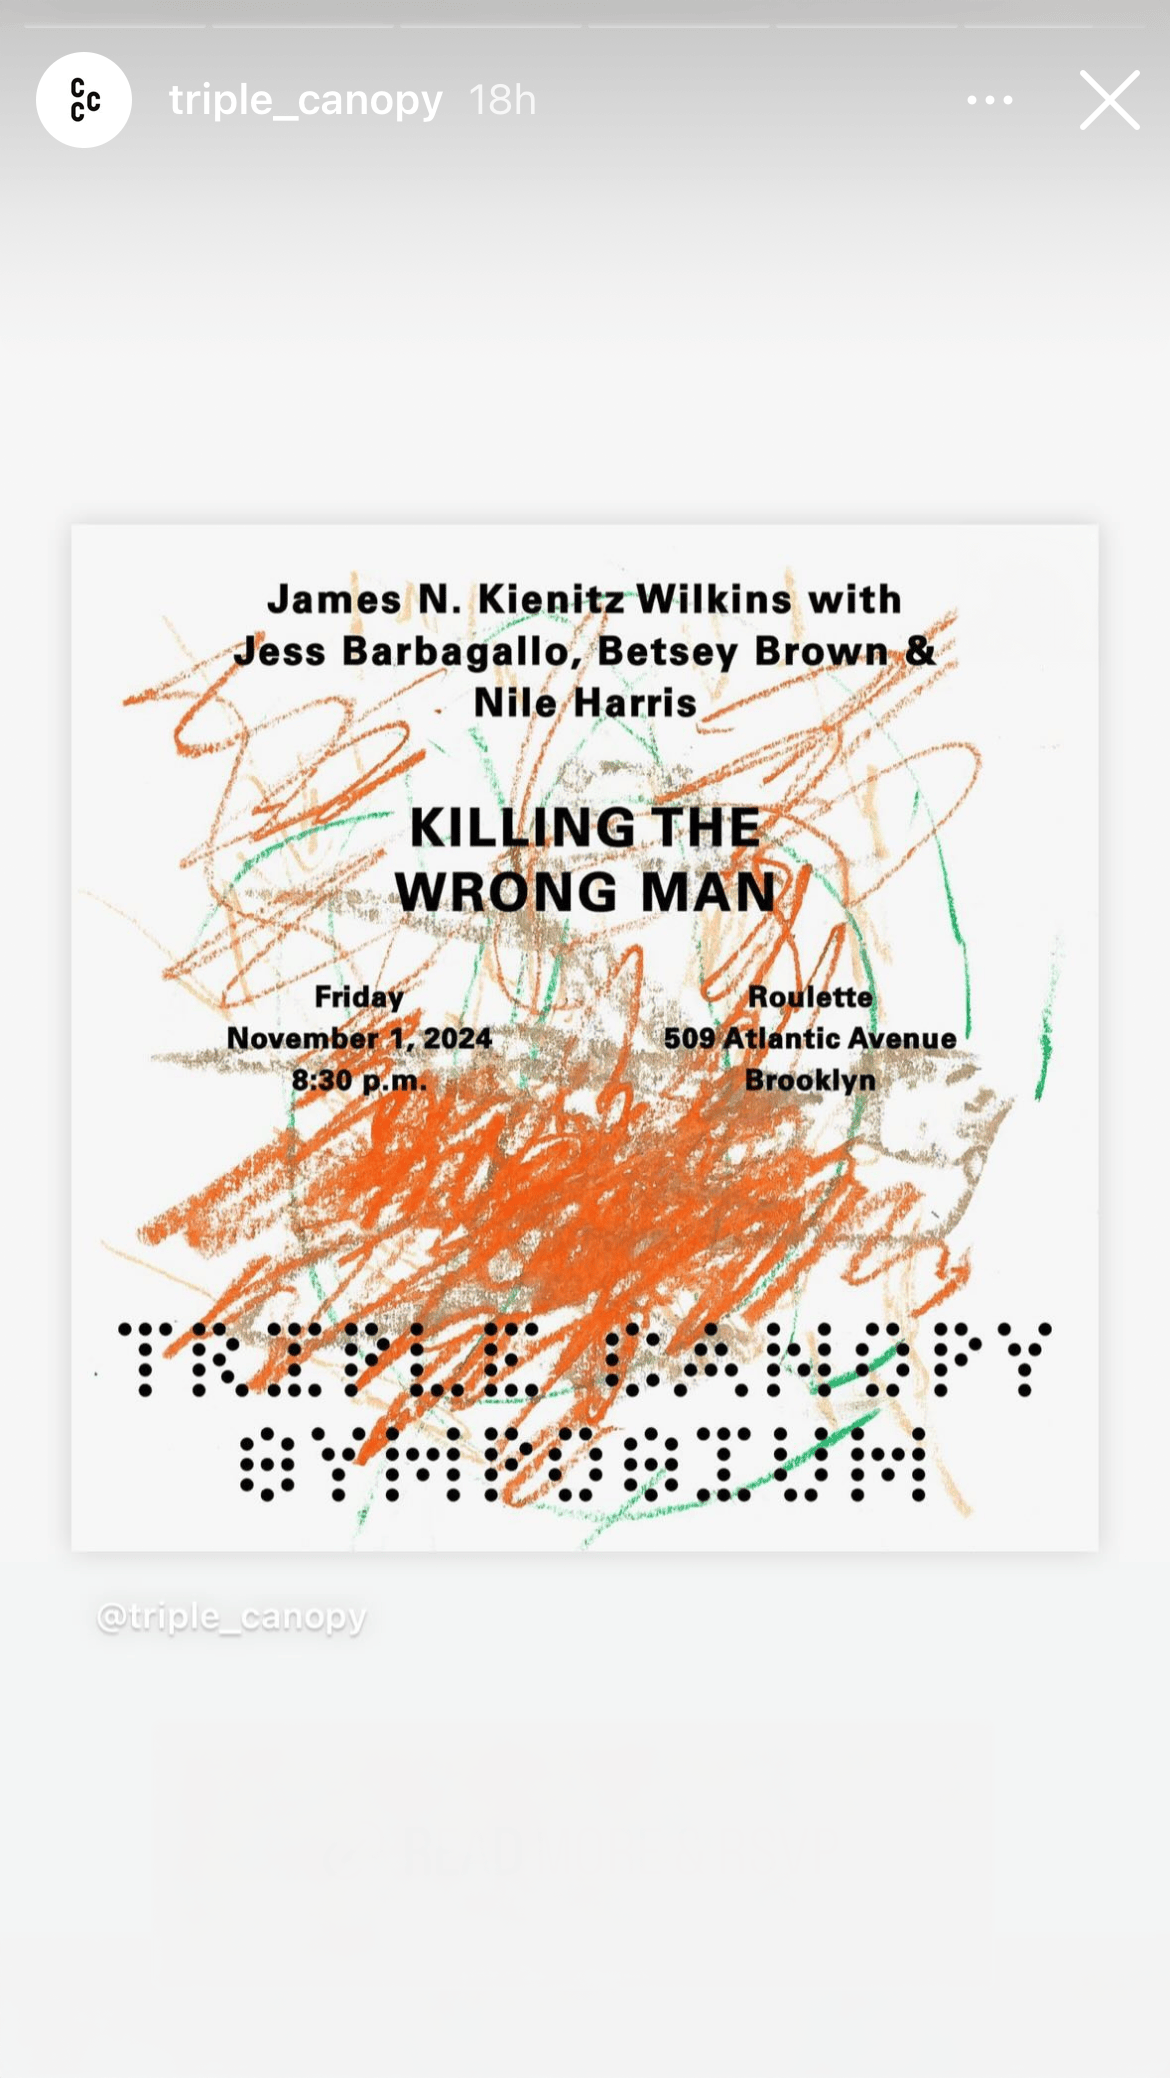 triple_canopy 18h
James N. Kienitz Wilkins with
Jess Barbagallo, Betsey Brown &
Nile Harris
KILLING THE
WRONG MAN
Friday
November 1, 2024
8:30 p.m.
Roulette
509 Atlantic Avenue
Brooklyn
TRIPLE CANOPY
SYMPOSIUM
@triple_canopy